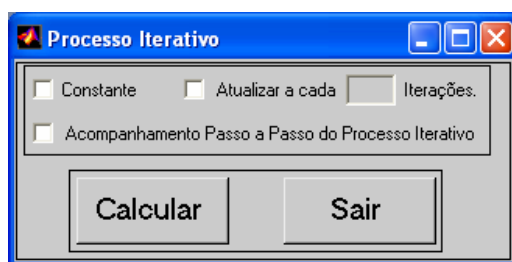 Processo Iterativo
Constante Atualizar a cada Iterações.
Acompanhamento Passo a Passo do Processo Iterativo
Calcular Sair